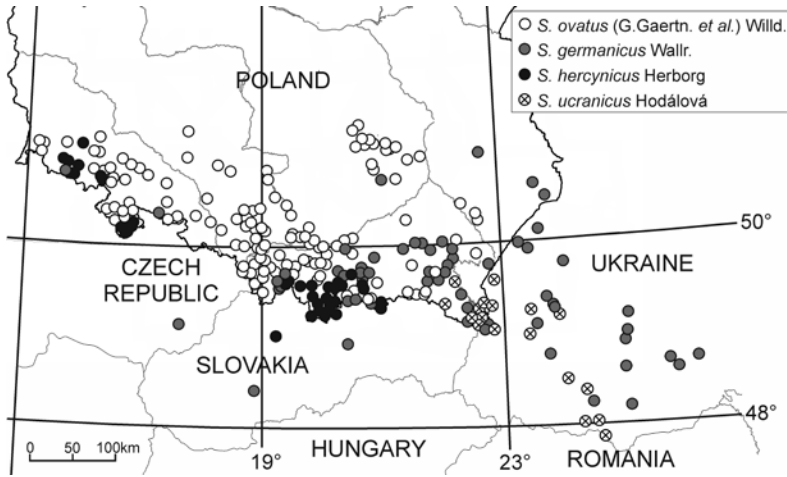 S. ovatus (G.Gaertn. et al.) Willd.
S. germanicus Wallr.
S. hercynicus Herborg
S. ucranicus Hodálová
POLAND
50°
CZECH
REPUBLIC
UKRAINE
SLOVAKIA
48°
HUNGARY
ROMANIA
0 50 100km
19°
23°